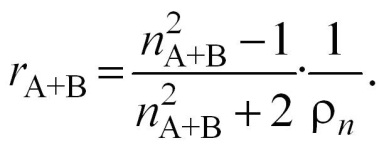 r_{A+B} = \frac{n_{A+B}^{2} - 1}{n_{A+B}^{2} + 2} \cdot \frac{1}{\rho_n}.